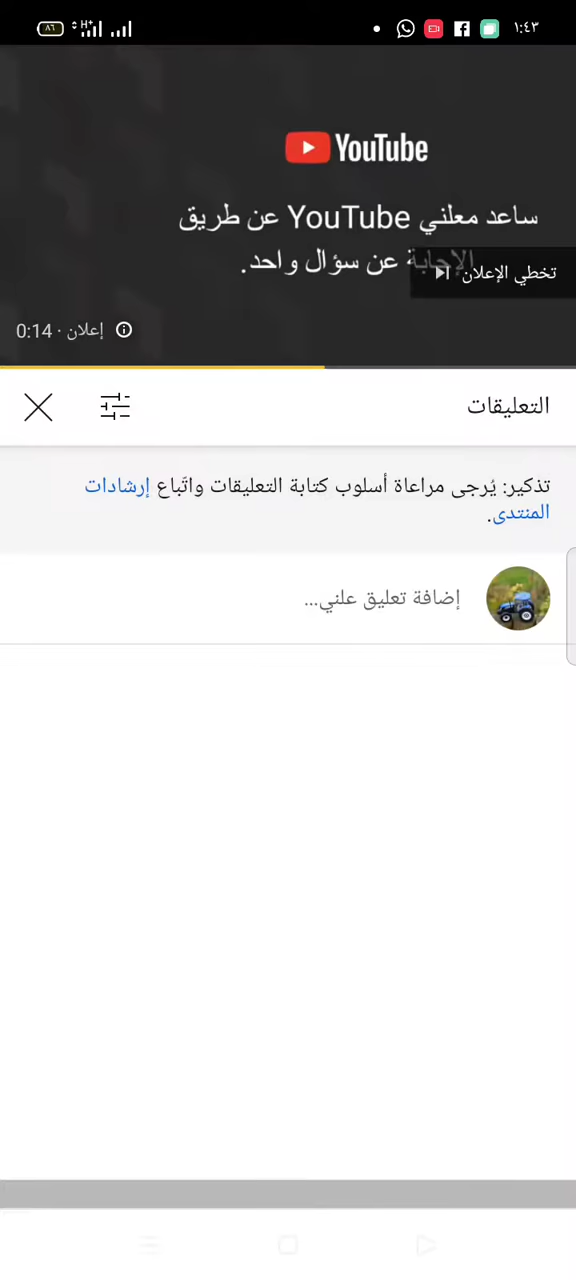 ٨٦
H+
١:٤٣
YouTube
ساعد معلني YouTube عن طريق
الإجابة عن سؤال واحد.
تخطي الإعلان
إعلان · 0:14
التعليقات
تذكير: يُرجى مراعاة أسلوب كتابة التعليقات واتّباع إرشادات
المنتدى.
إضافة تعليق علني...